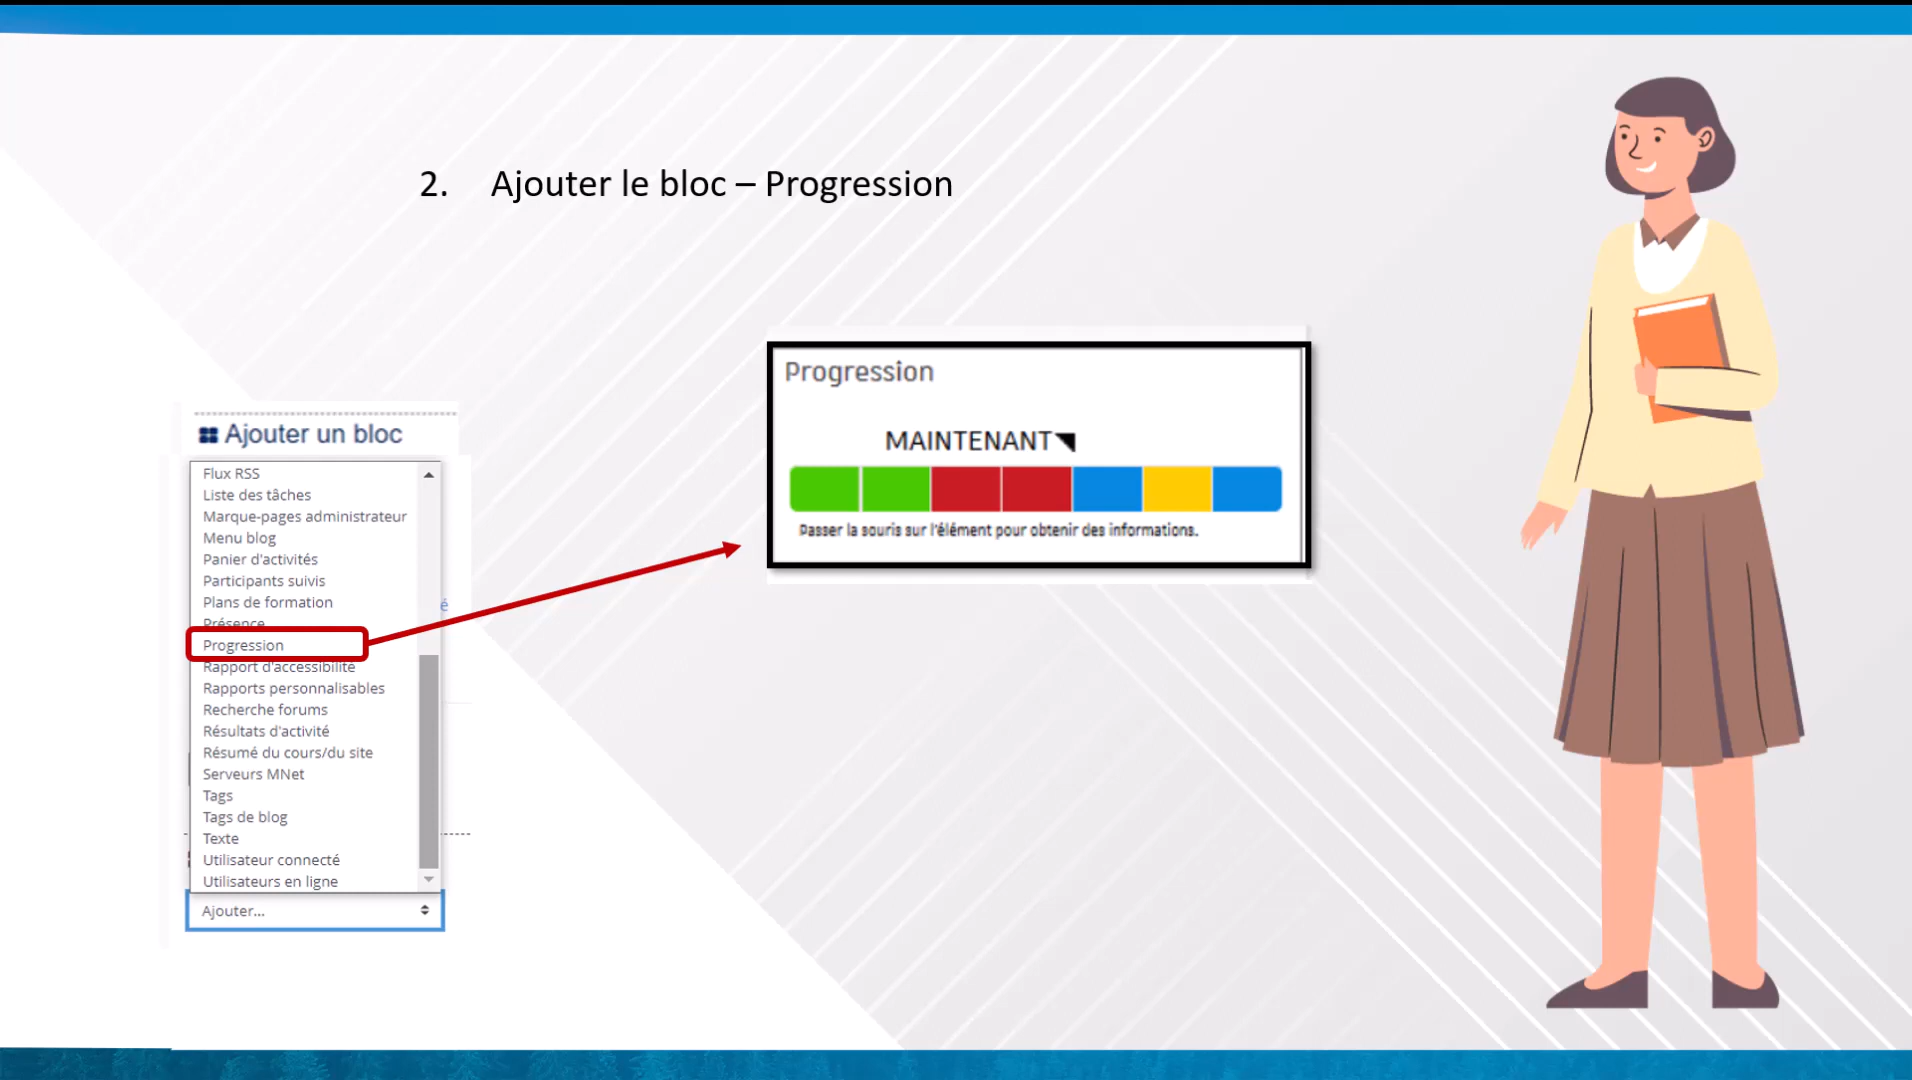 2. Ajouter le bloc – Progression
Ajouter un bloc
Flux RSS
Liste des tâches
Marque-pages administrateur
Menu blog
Panier d'activités
Participants suivis
Plans de formation
Présence
Progression
Rapport d'accessibilité
Rapports personnalisables
Recherche forums
Résultats d'activité
Résumé du cours/du site
Serveurs MNet
Tags
Tags de blog
Texte
Utilisateur connecté
Utilisateurs en ligne
Ajouter...
é
Progression
MAINTENANT
Passer la souris sur l'élément pour obtenir des informations.